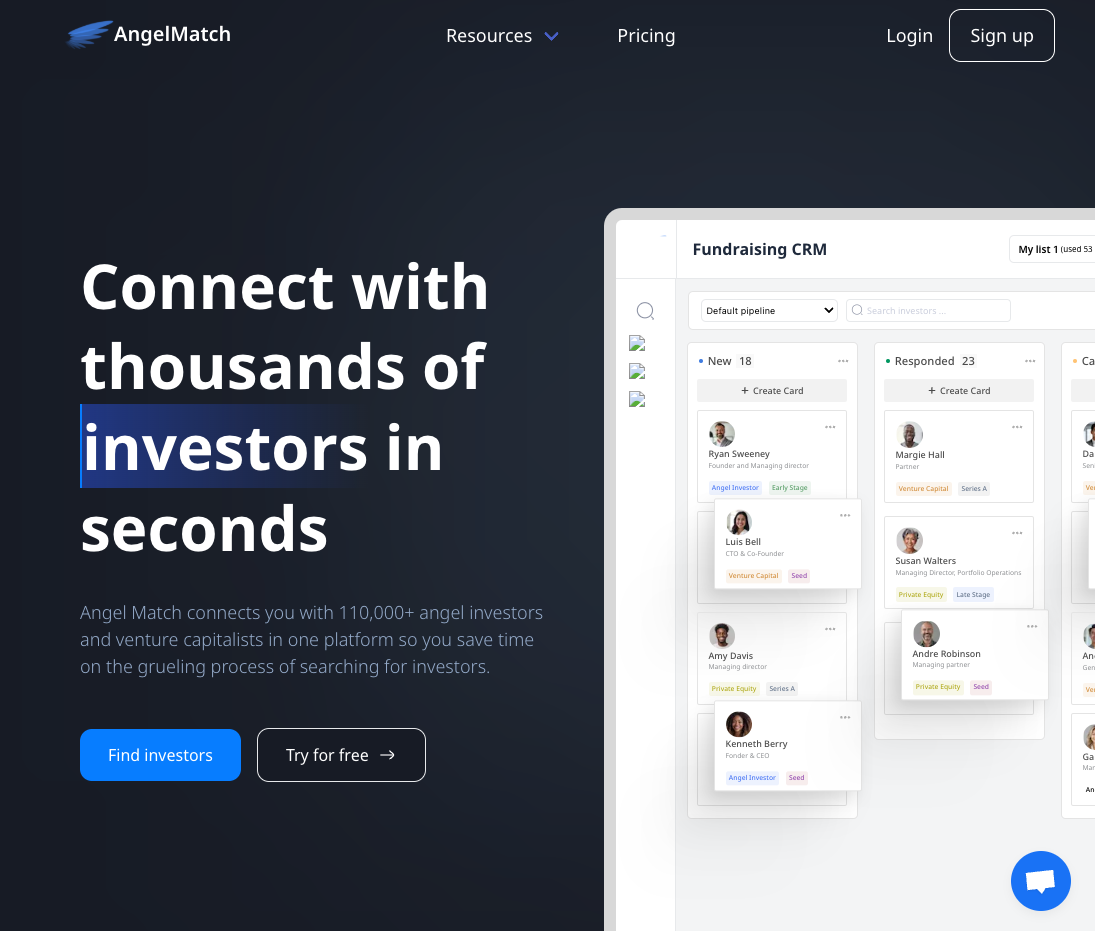 AngelMatch
Resources
Pricing
Login
Sign up
Connect with
thousands of
investors in
seconds
Angel Match connects you with 110,000+ angel investors
and venture capitalists in one platform so you save time
on the grueling process of searching for investors.
Find investors
Try for free
Fundraising CRM
My list 1 (used 53
Default pipeline
Search investors ...
New 18
+ Create Card
Ryan Sweeney
Founder and Managing director
Angel Investor
Early Stage
Luis Bell
CTO & Co-Founder
Venture Capital
Seed
Amy Davis
Managing director
Private Equity
Series A
Kenneth Berry
Fonder & CEO
Angel Investor
Seed
Responded 23
+ Create Card
Margie Hall
Partner
Venture Capital
Series A
Susan Walters
Managing Director, Portfolio Operations
Private Equity
Late Stage
Andre Robinson
Managing partner
Private Equity
Seed